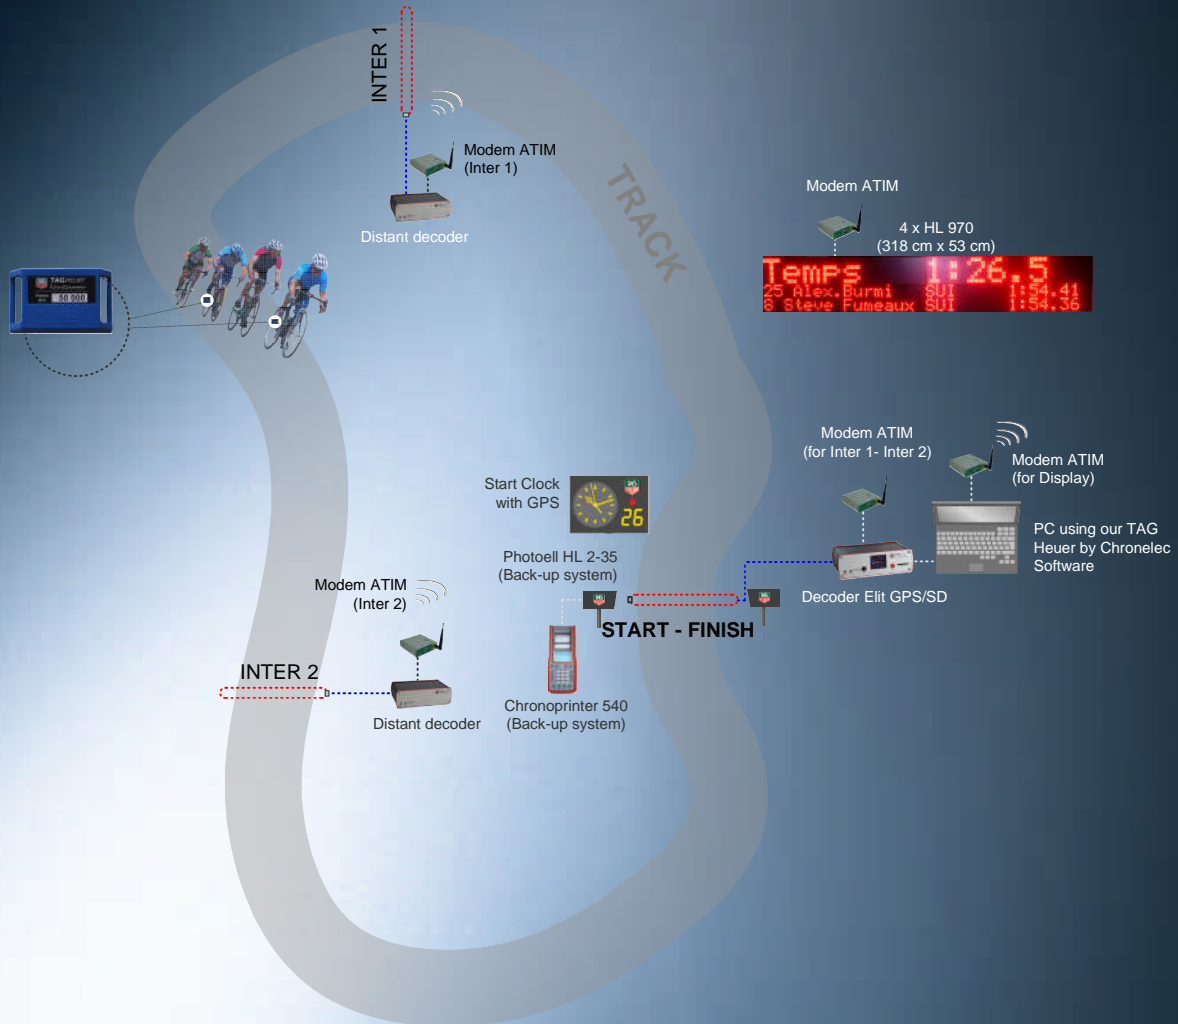 INTER 1
Modem ATIM
(Inter 1)
Distant decoder
TRACK
Modem ATIM
4 x HL 970
(318 cm x 53 cm)
Temps 1:26.5
25 Alex.Burmi SUI 1:54.41
6 Steve Fumeaux SUI 1:54.36
TAGHeuer
50.000
Modem ATIM
(for Inter 1- Inter 2)
Modem ATIM
(for Display)
Start Clock
with GPS
26
PC using our TAG
Heuer by Chronelec
Software
Photoell HL 2-35
(Back-up system)
Decoder Elit GPS/SD
Modem ATIM
(Inter 2)
START - FINISH
INTER 2
Distant decoder
Chronoprinter 540
(Back-up system)